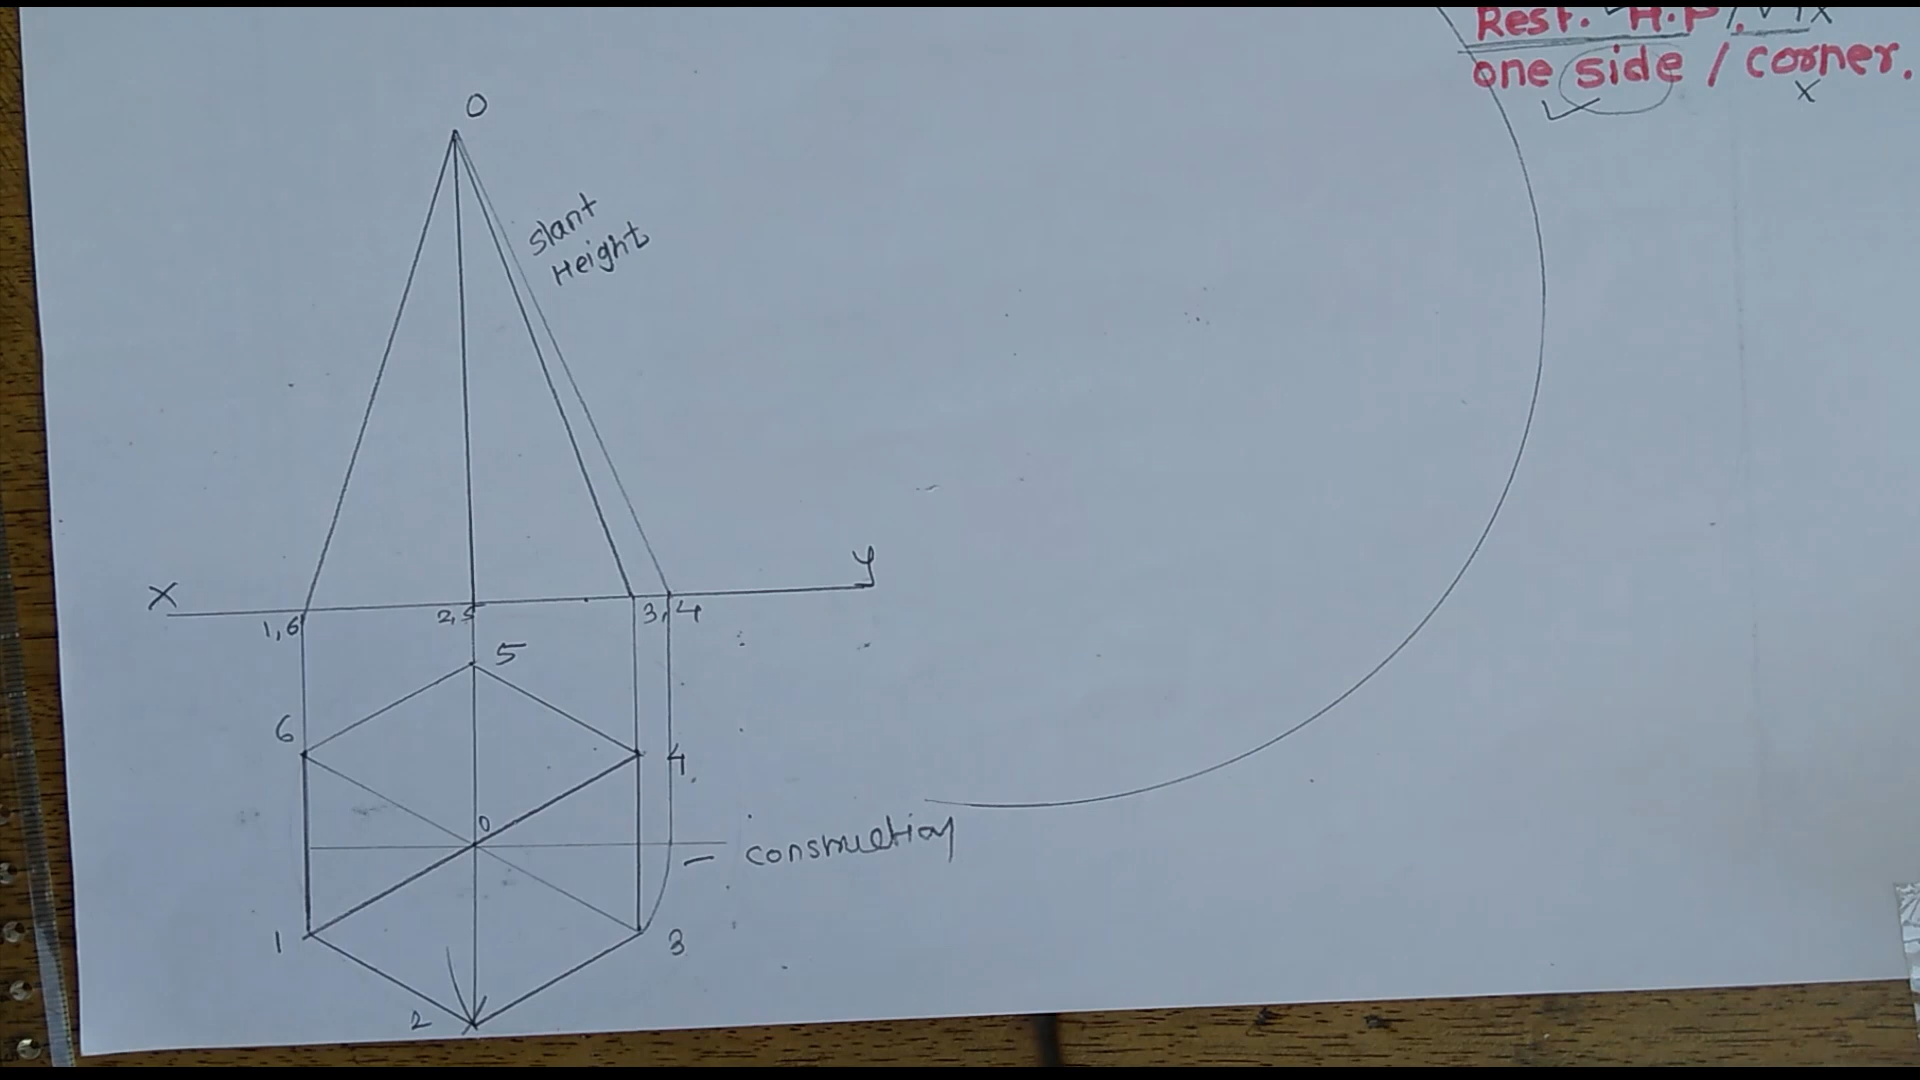 Rest. H.P/.
one side / corner.
x
O
Slant
Height
X
y
1,6
2,5
3,4
5
6
4
0
— construction
1
3
2